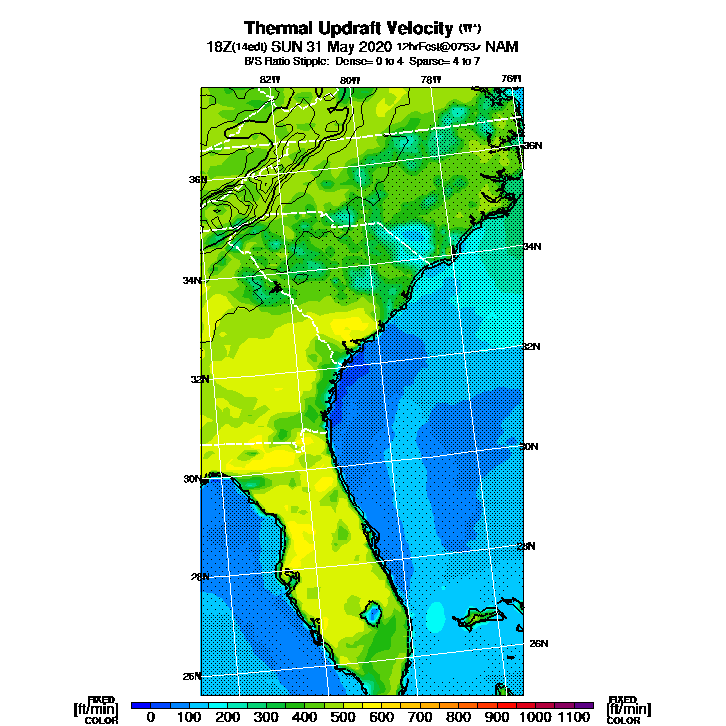 Thermal Updraft Velocity (W*)
18Z(14edt) SUN 31 May 2020 12hrFcst@0753z NAM
B/S Ratio Stipple: Dense= 0 to 4 Sparse= 4 to 7
82W 80W 78W 76W
36N
36N
34N
34N
32N
32N
30N
30N
28N
28N
26N
26N
FIXED FIXED
[ft/min] 0 100 200 300 400 500 600 700 800 900 1000 1100 [ft/min]
COLOR COLOR